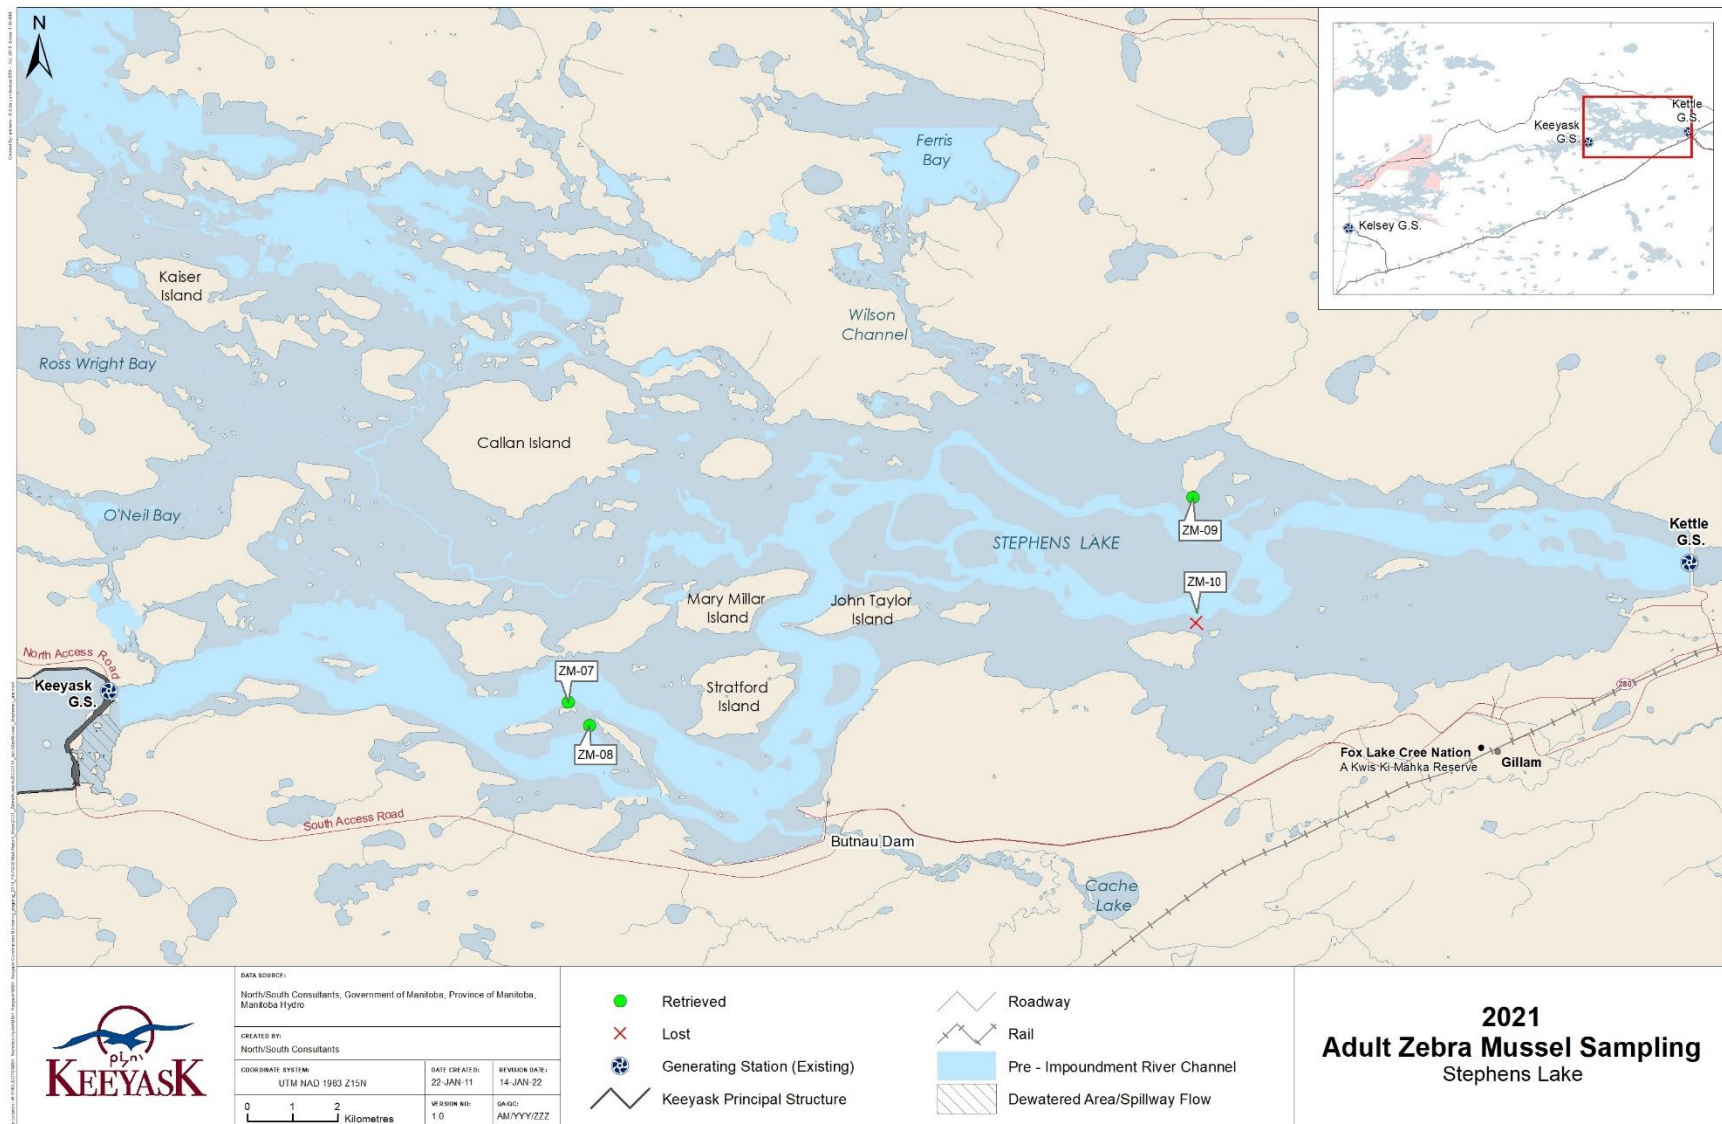 N
Ferris
Bay
Kettle
G.S.
Keeyask
G.S.
Kelsey G.S.
Kaiser
Island
Wilson
Channel
Ross Wright Bay
Callan Island
O'Neil Bay
ZM-09
STEPHENS LAKE
Kettle
G.S.
ZM-10
Mary Millar
Island
John Taylor
Island
North Access Road
ZM-07
Keeyask
G.S.
Stratford
Island
280
ZM-08
Fox Lake Cree Nation
A Kwis Ki-Mahka Reserve
Gillam
South Access Road
Butnau Dam
Cache
Lake
KEEYASK
DATA SOURCE:
North/South Consultants, Government of Manitoba, Province of Manitoba,
Manitoba Hydro
CREATED BY:
North/South Consultants
COORDINATE SYSTEM:
UTM NAD 1983 Z15N
DATE CREATED:
22-JAN-11
REVISION DATE:
14-JAN-22
0 1 2
Kilometres
VERSION NO:
1.0
QA/QC:
AM/YYY/ZZZ
Retrieved
Lost
Generating Station (Existing)
Keeyask Principal Structure
Roadway
Rail
Pre - Impoundment River Channel
Dewatered Area/Spillway Flow
2021
Adult Zebra Mussel Sampling
Stephens Lake